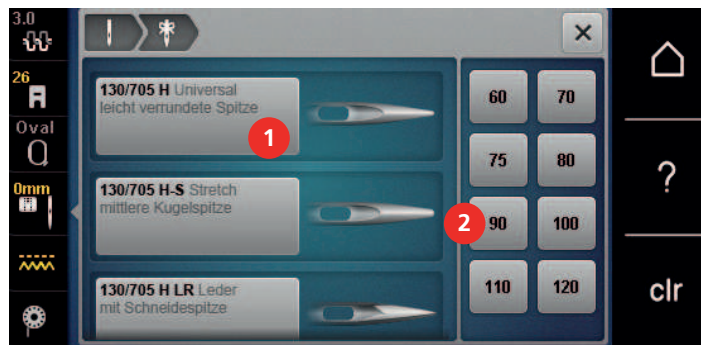 3.0
26
Oval
0mm
130/705 H Universal
leicht verrundete Spitze
1
130/705 H-S Stretch
mittlere Kugelspitze
2
130/705 H LR Leder
mit Schneidespitze
60 70
75 80
90 100
110 120
?
clr